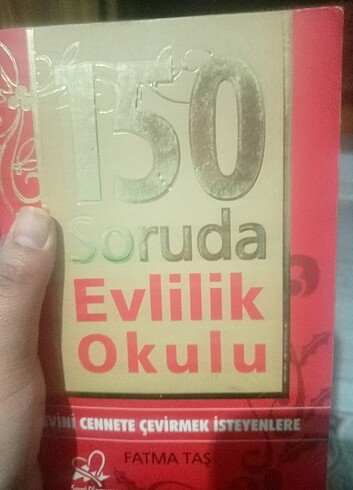 150
Soruda
Evlilik
Okulu
EVİNİ CENNETE ÇEVİRMEK İSTEYENLERE
FATMA TAŞ